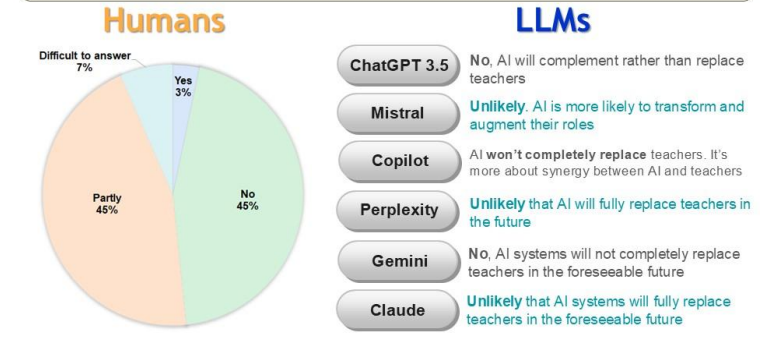 Humans
Difficult to answer
7%
Yes
3%
No
45%
Partly
45%
LLMs
ChatGPT 3.5
No, AI will complement rather than replace
teachers
Mistral
Unlikely. AI is more likely to transform and
augment their roles
Copilot
AI won’t completely replace teachers. It’s
more about synergy between AI and teachers
Perplexity
Unlikely that AI will fully replace teachers in
the future
Gemini
No, AI systems will not completely replace
teachers in the foreseeable future
Claude
Unlikely that AI systems will fully replace
teachers in the foreseeable future